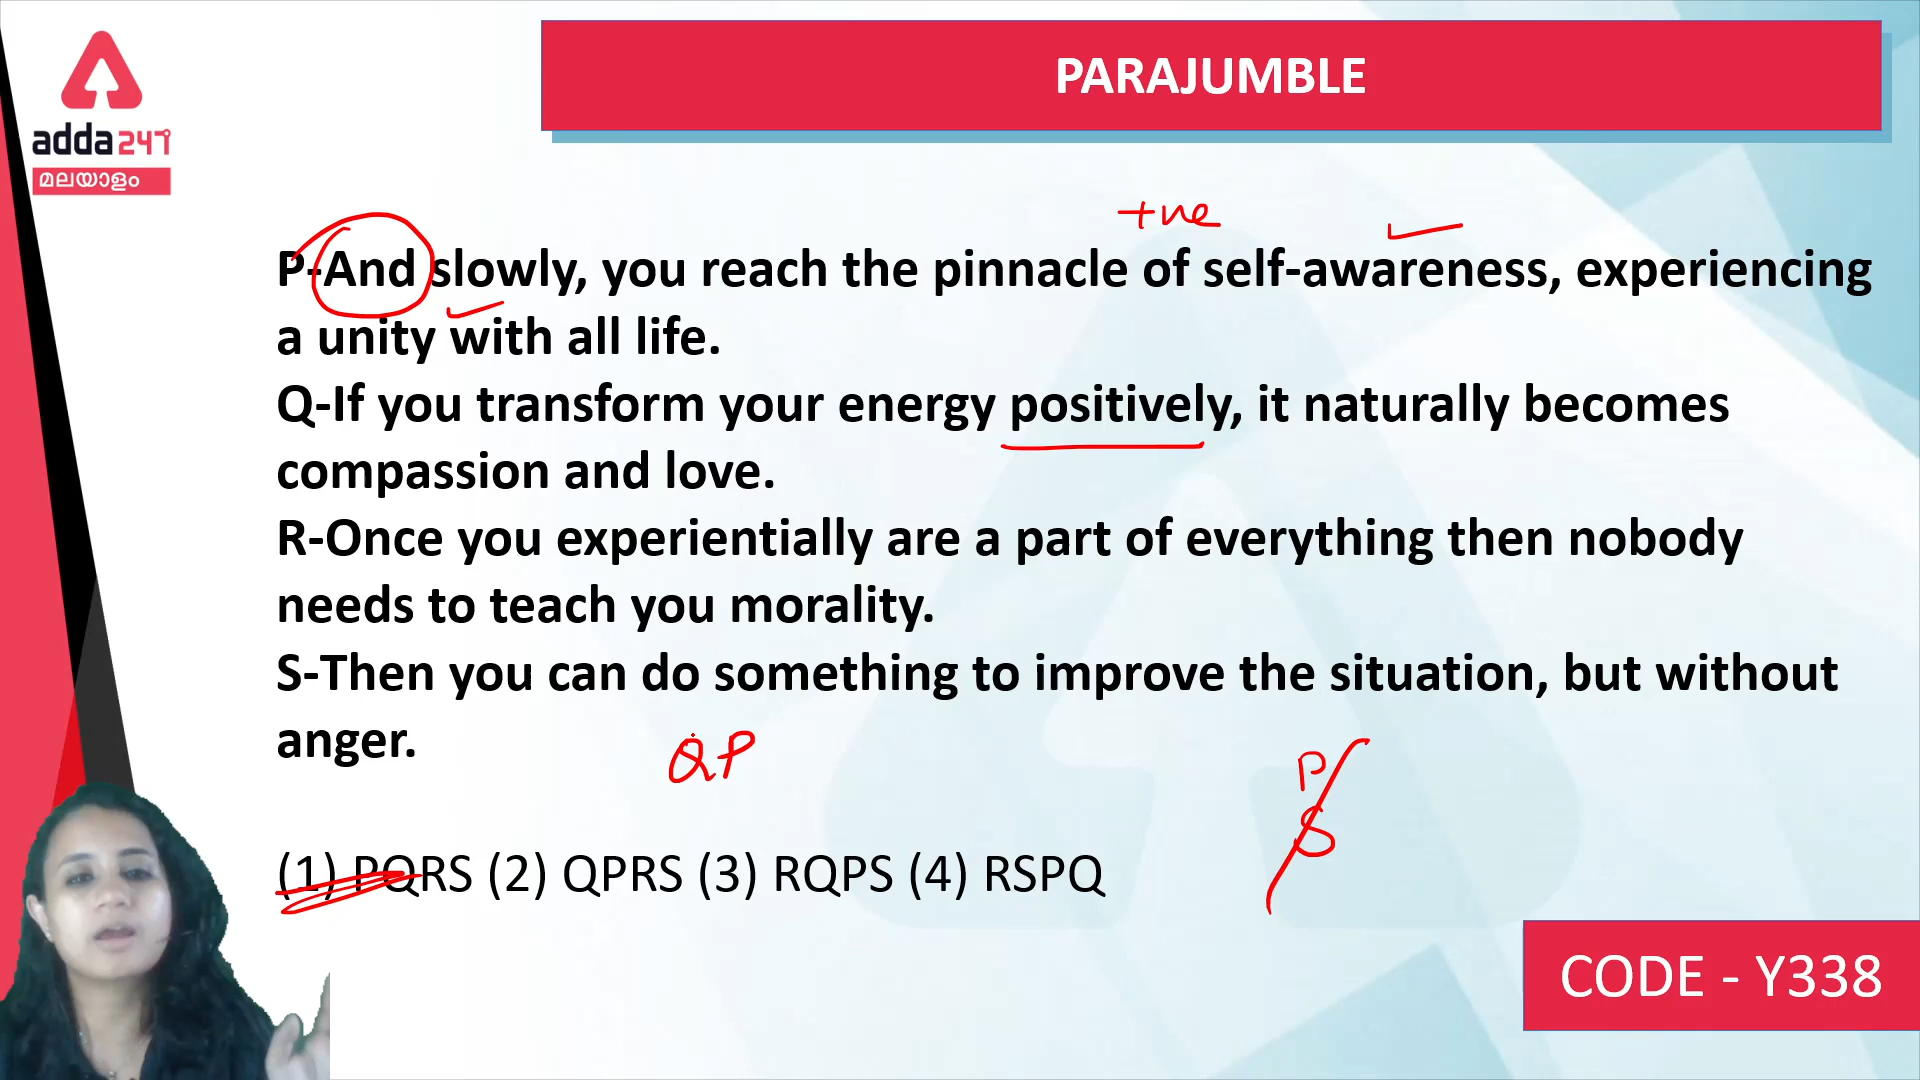 PARAJUMBLE
adda247
മലയാളം
+ve
P-And slowly, you reach the pinnacle of self-awareness, experiencing
a unity with all life.
Q-If you transform your energy positively, it naturally becomes
compassion and love.
R-Once you experientially are a part of everything then nobody
needs to teach you morality.
S-Then you can do something to improve the situation, but without
anger.
QP
P
S
(1) PQRS (2) QPRS (3) RQPS (4) RSPQ
CODE - Y338